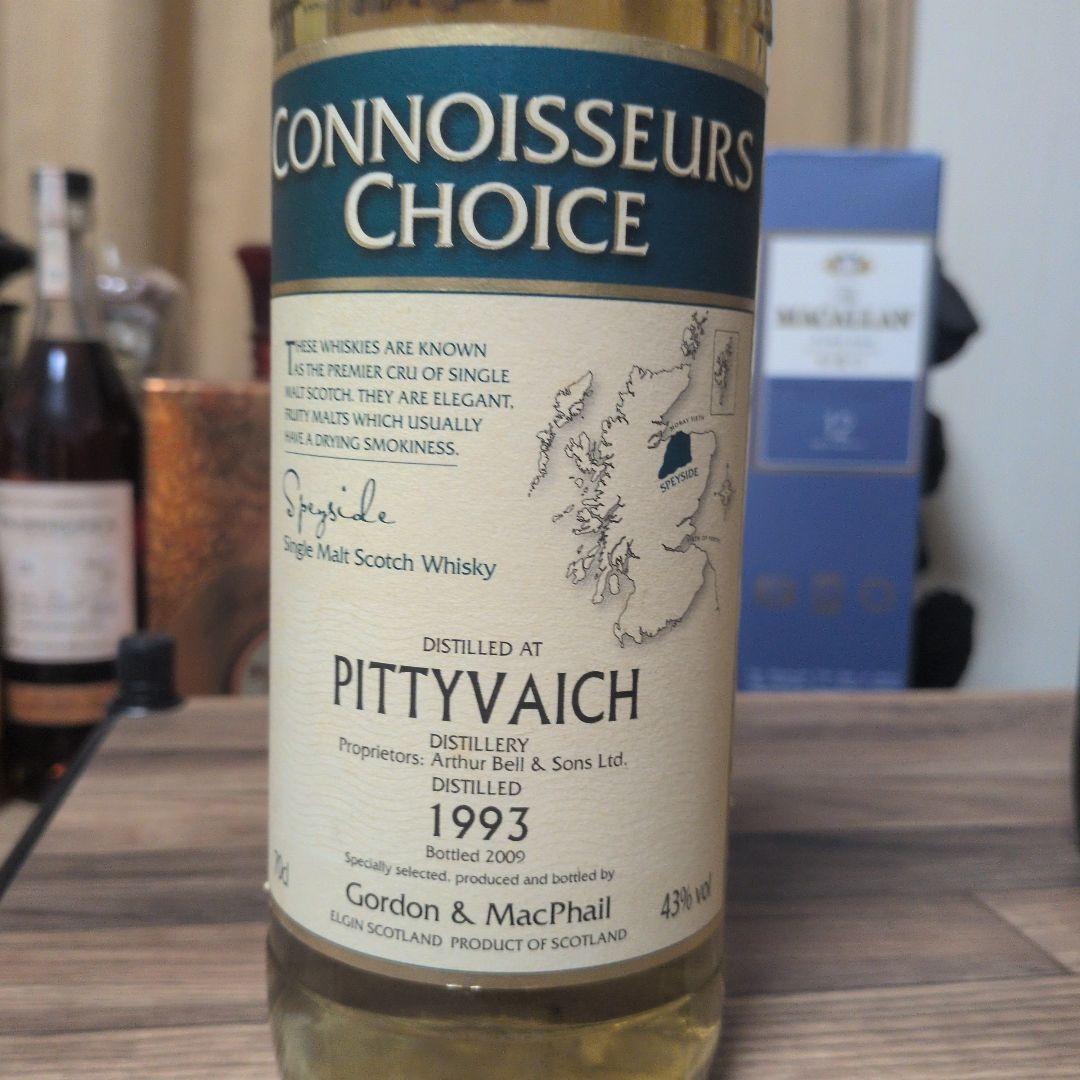 CONNOISSEURS
CHOICE
THESE WHISKIES ARE KNOWN
AS THE PREMIER CRU OF SINGLE
MALT SCOTCH. THEY ARE ELEGANT,
FRUITY MALTS WHICH USUALLY
HAVE A DRYING SMOKINESS.
MORAY FIRTH
SPEYSIDE
Speyside
Single Malt Scotch Whisky
DISTILLED AT
PITTYVAICH
DISTILLERY
Proprietors: Arthur Bell & Sons Ltd.
DISTILLED
1993
Bottled 2009
Specially selected, produced and bottled by
70cl
Gordon & MacPhail
43% vol
ELGIN SCOTLAND PRODUCT OF SCOTLAND
MACALLAN
12